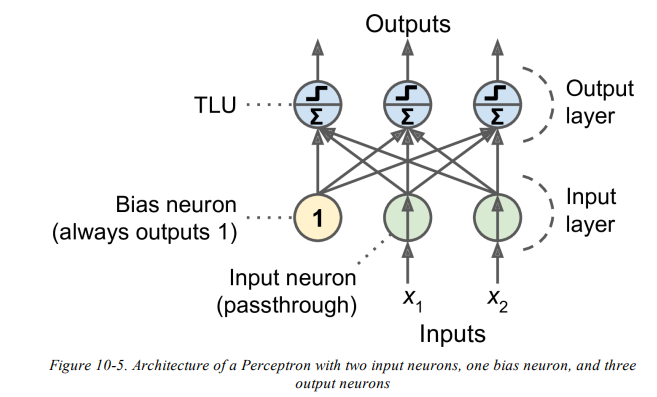 Outputs
TLU
Σ
Σ
Σ
Output
layer
Bias neuron
(always outputs 1)
1
Input
layer
Input neuron
(passthrough)
x1
x2
Inputs
Figure 10-5. Architecture of a Perceptron with two input neurons, one bias neuron, and three
output neurons